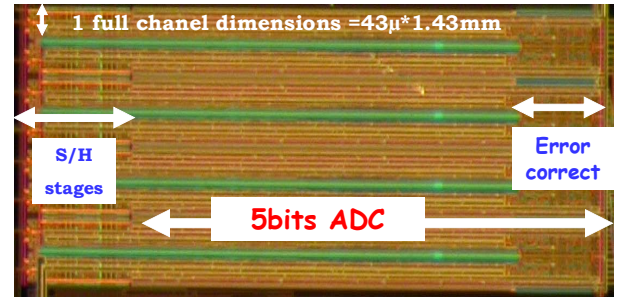 1 full chanel dimensions =43µ*1.43mm
S/H
stages
Error
correct
5bits ADC